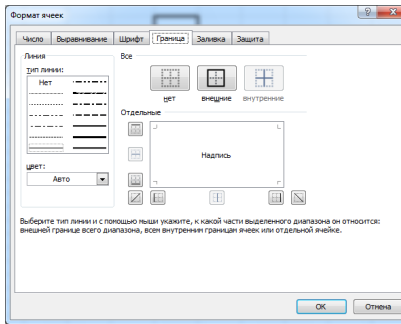 Формат ячеек
Число Выравнивание Шрифт Граница Заливка Защита
Линия
тип линии:
Нет
цвет:
Авто
Все
нет внешние внутренние
Отдельные
Надпись
Выберите тип линии и с помощью мыши укажите, к какой части выделенного диапазона он относится:
внешней границе всего диапазона, всем внутренним границам ячеек или отдельной ячейке.
ОК Отмена